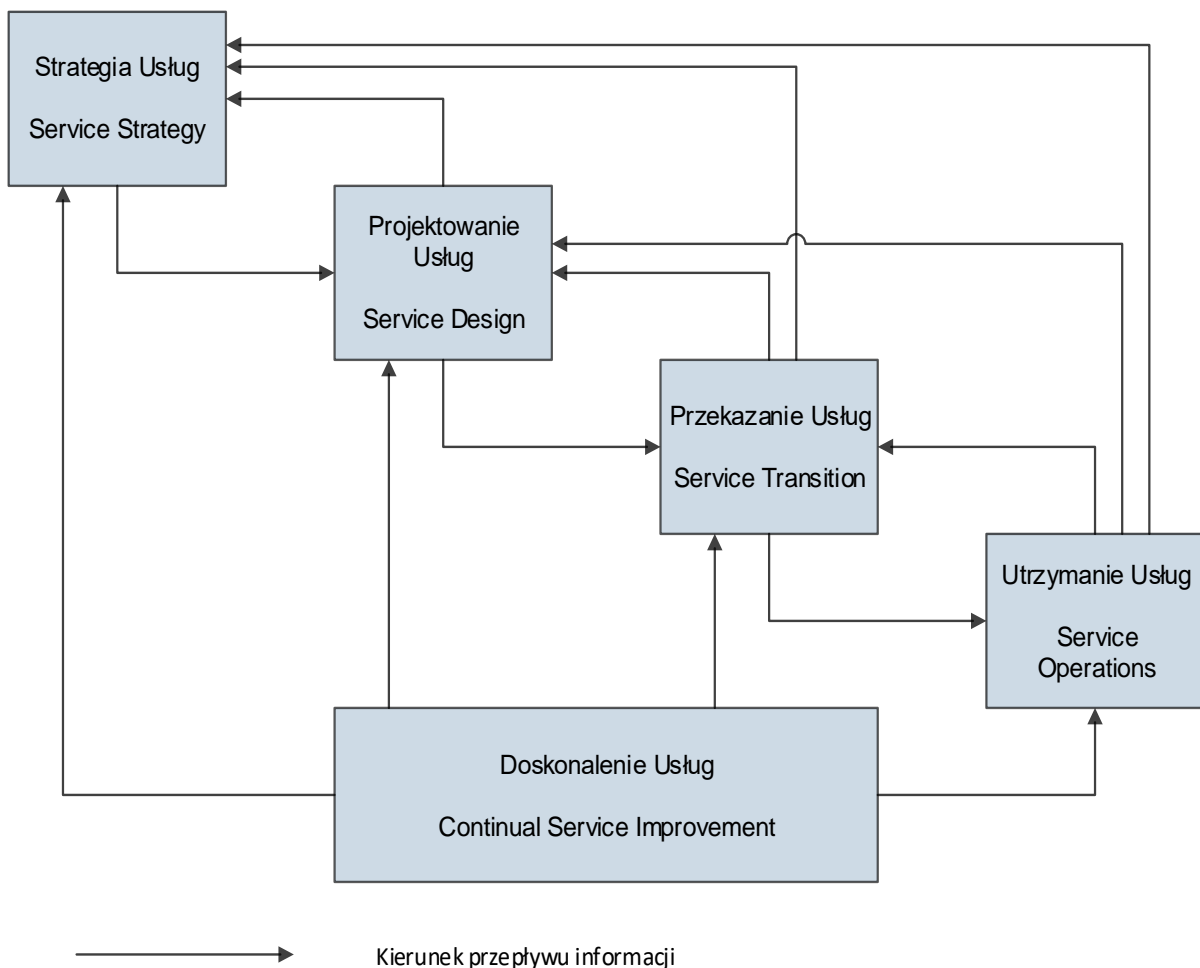 Strategia Usług
Service Strategy
Projektowanie
Usług
Service Design
Przekazanie Usług
Service Transition
Utrzymanie Usług
Service
Operations
Doskonalenie Usług
Continual Service Improvement
Kierunek przepływu informacji